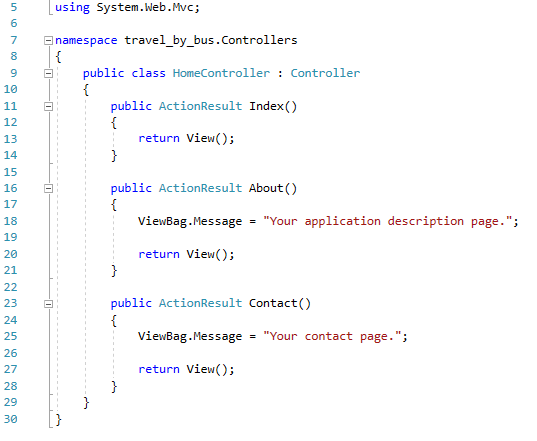 5 using System.Web.Mvc;
6
7 namespace travel_by_bus.Controllers
8 {
9 public class HomeController : Controller
10 {
11 public ActionResult Index()
12 {
13 return View();
14 }
15
16 public ActionResult About()
17 {
18 ViewBag.Message = "Your application description page.";
19
20 return View();
21 }
22
23 public ActionResult Contact()
24 {
25 ViewBag.Message = "Your contact page.";
26
27 return View();
28 }
29 }
30 }